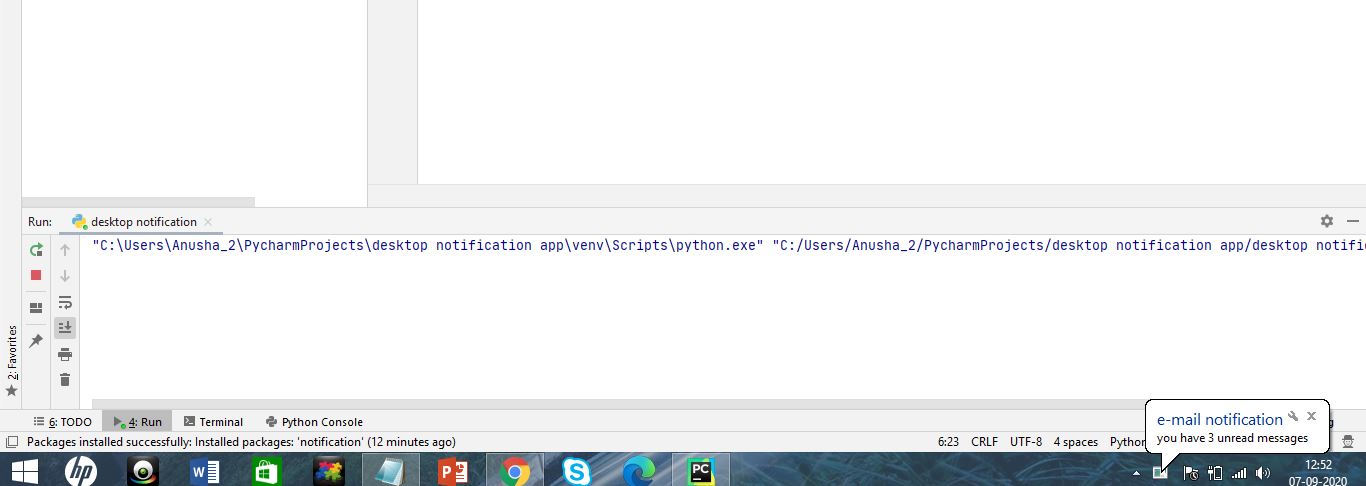 Run: desktop notification
"C:\Users\Anusha_2\PycharmProjects\desktop notification app\venv\Scripts\python.exe" "C:/Users/Anusha_2/PycharmProjects/desktop notification app/desktop notific
2: Favorites
6: TODO 4: Run Terminal Python Console
e-mail notification
you have 3 unread messages
Packages installed successfully: Installed packages: 'notification' (12 minutes ago) 6:23 CRLF UTF-8 4 spaces Python
hp
PC
12:52
07-09-2020